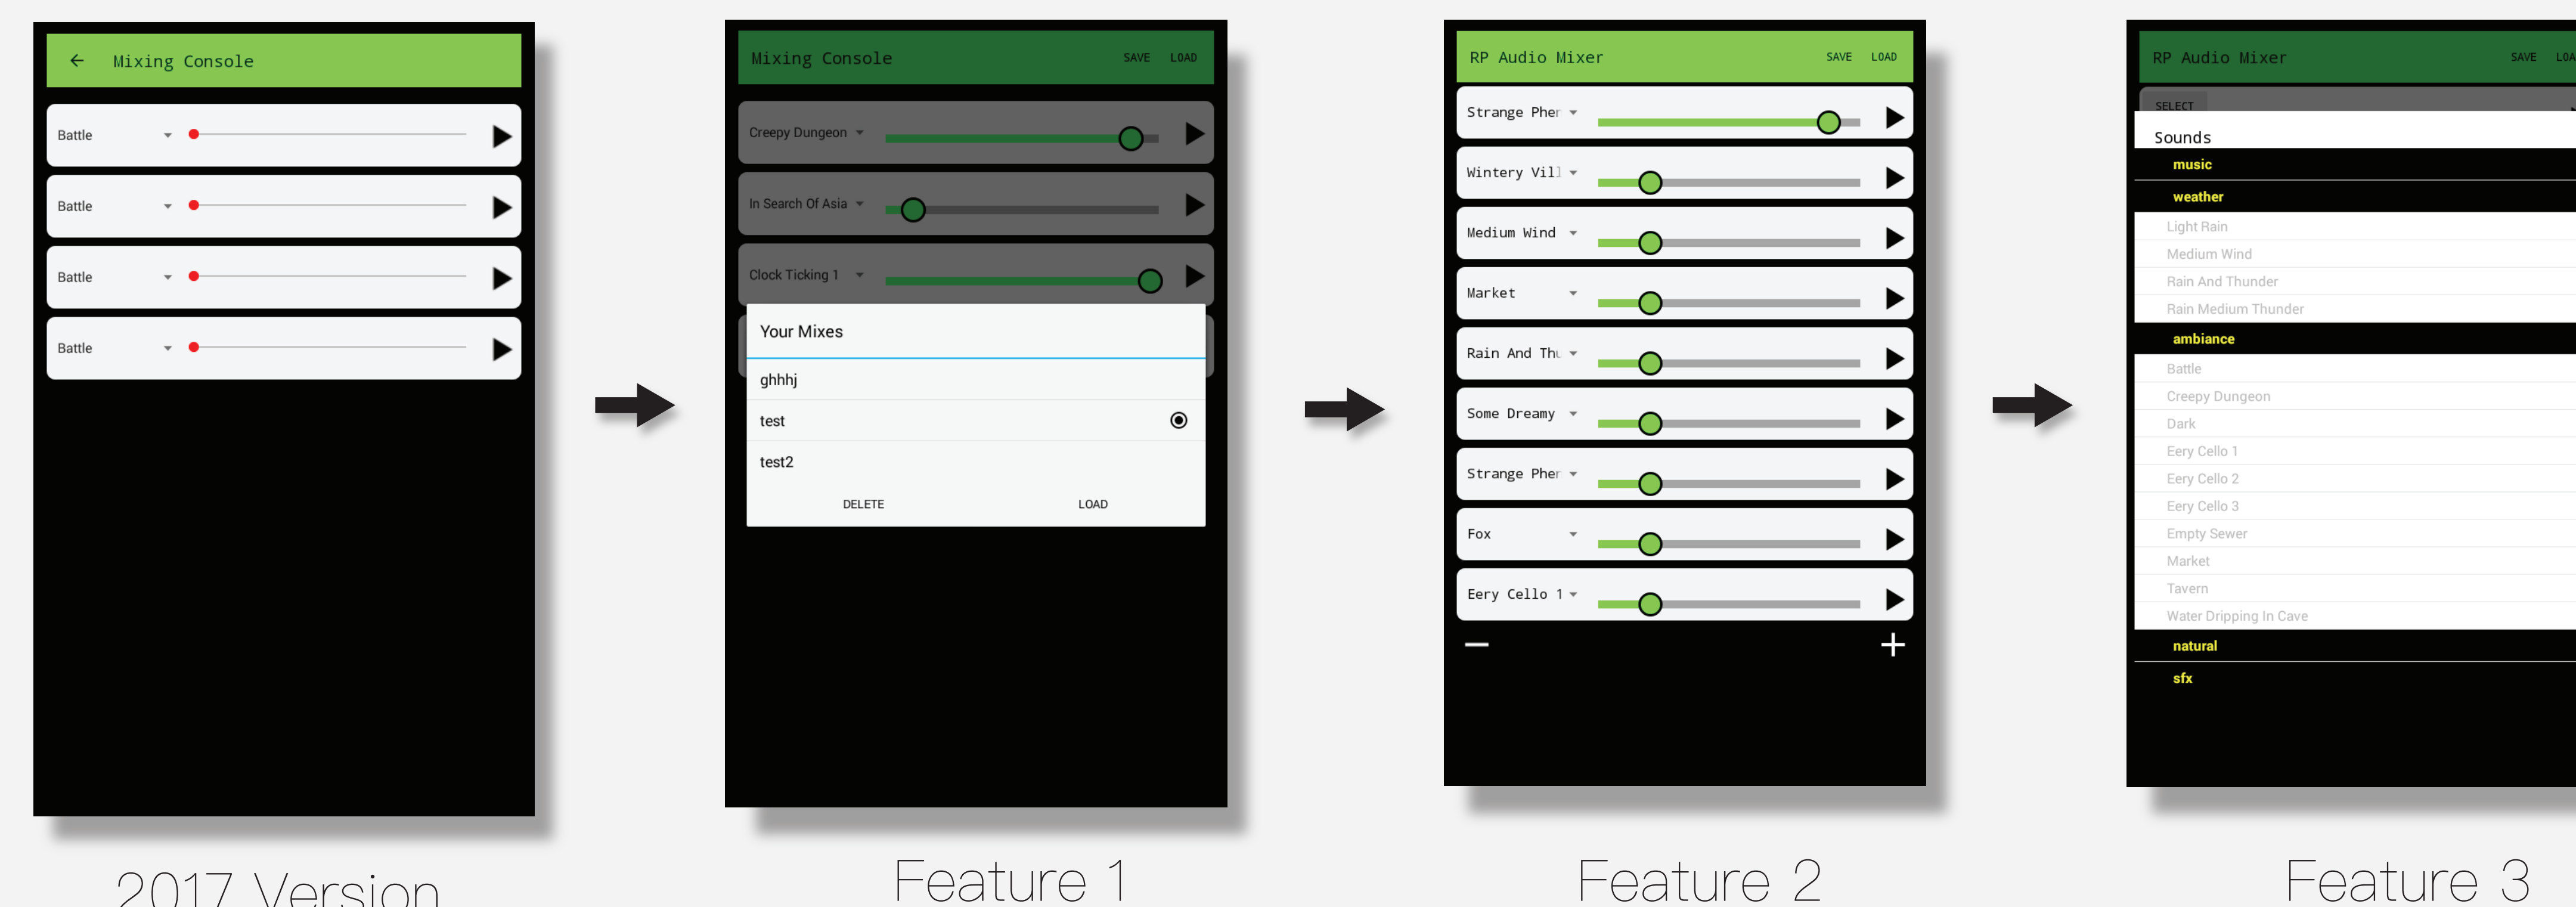 Mixing Console
Battle
Battle
Battle
Battle
2017 Version
Mixing Console SAVE LOAD
Creepy Dungeon
In Search Of Asia
Clock Ticking 1
Your Mixes
ghhhj
test
test2
DELETE LOAD
Feature 1
RP Audio Mixer SAVE LOAD
Strange Pher
Wintery Vill
Medium Wind
Market
Rain And Thu
Some Dreamy
Strange Pher
Fox
Eery Cello 1
Feature 2
RP Audio Mixer SAVE LOA
SELECT
Sounds
music
weather
Light Rain
Medium Wind
Rain And Thunder
Rain Medium Thunder
ambiance
Battle
Creepy Dungeon
Dark
Eery Cello 1
Eery Cello 2
Eery Cello 3
Empty Sewer
Market
Tavern
Water Dripping In Cave
natural
sfx
Feature 3